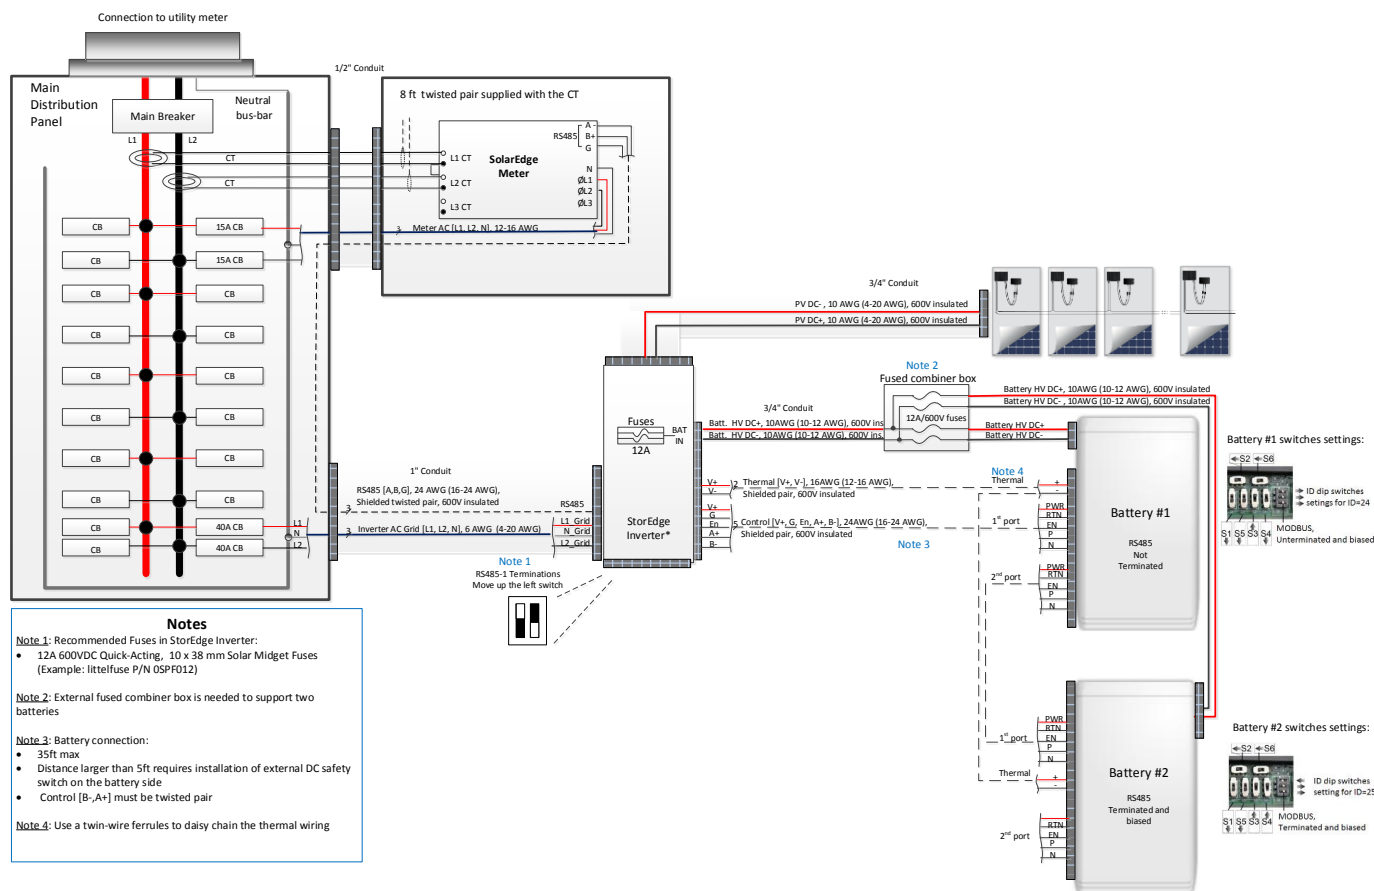 Connection to utility meter
Main
Distribution
Panel
Neutral
bus-bar
Main Breaker
L1
L2
CT
CT
CB
15A CB
CB
15A CB
CB
CB
CB
CB
CB
CB
CB
CB
CB
CB
CB
CB
CB
40A CB
CB
40A CB
L1
N
L2
1/2" Conduit
8 ft twisted pair supplied with the CT
SolarEdge
Meter
L1 CT
L2 CT
L3 CT
RS485
A -
B+
G
N
ØL1
ØL2
ØL3
3
Meter AC [L1, L2, N], 12-16 AWG
3/4" Conduit
PV DC- , 10 AWG (4-20 AWG), 600V insulated
PV DC+, 10 AWG (4-20 AWG), 600V insulated
Note 2
Fused combiner box
12A/600V fuses
Battery HV DC+, 10AWG (10-12 AWG), 600V insulated
Battery HV DC- , 10AWG (10-12 AWG), 600V insulated
Battery HV DC+
Battery HV DC-
3/4" Conduit
Batt. HV DC+, 10AWG (10-12 AWG), 600V ins.
Batt. HV DC-, 10AWG (10-12 AWG), 600V ins.
Fuses
12A
BAT
IN
StorEdge
Inverter*
V+
V-
V+
G
En
A+
B-
2
Thermal [V+, V-], 16AWG (12-16 AWG),
Shielded pair, 600V insulated
5
Control [V+, G, En, A+, B-], 24AWG (16-24 AWG),
Shielded pair, 600V insulated
Note 3
Note 4
Thermal
+
-
1st port
PWR
RTN
EN
P
N
2nd port
PWR
RTN
EN
P
N
Battery #1
RS485
Not
Terminated
Battery #1 switches settings:
S2
S6
S1
S5
S3
S4
ID dip switches
setings for ID=24
MODBUS,
Unterminated and biased
1" Conduit
3
RS485 [A,B,G], 24 AWG (16-24 AWG),
Shielded twisted pair, 600V insulated
RS485
3
Inverter AC Grid [L1, L2, N], 6 AWG (4-20 AWG)
L1_Grid
N_Grid
L2_Grid
Note 1
RS485-1 Terminations
Move up the left switch
1st port
PWR
RTN
EN
P
N
Thermal
+
-
2nd port
RTN
EN
P
N
Battery #2
RS485
Terminated and
biased
Battery #2 switches settings:
S2
S6
S1
S5
S3
S4
ID dip switches
setting for ID=25
MODBUS,
Terminated and biased
Notes
Note 1: Recommended Fuses in StorEdge Inverter:
• 12A 600VDC Quick-Acting, 10 x 38 mm Solar Midget Fuses
(Example: littelfuse P/N 0SPF012)
Note 2: External fused combiner box is needed to support two
batteries
Note 3: Battery connection:
• 35ft max
• Distance larger than 5ft requires installation of external DC safety
switch on the battery side
• Control [B-,A+] must be twisted pair
Note 4: Use a twin-wire ferrules to daisy chain the thermal wiring